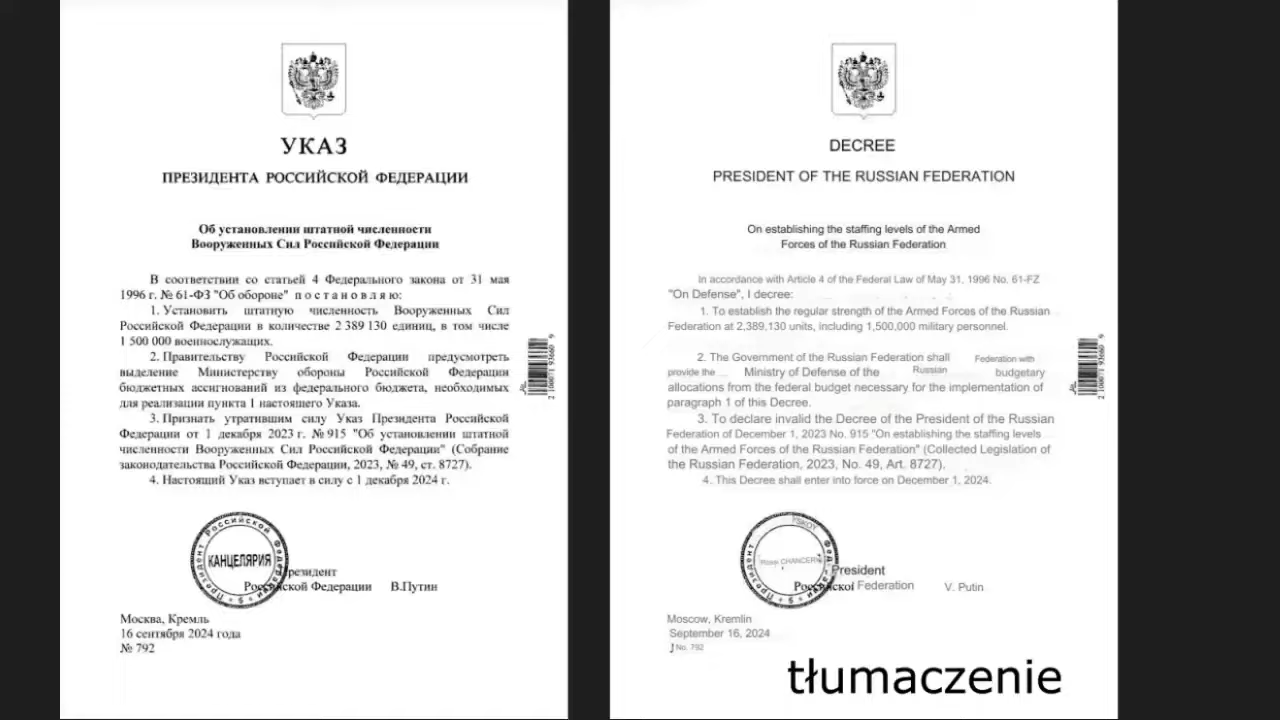 УКАЗ
ПРЕЗИДЕНТА РОССИЙСКОЙ ФЕДЕРАЦИИ
Об установлении штатной численности
Вооруженных Сил Российской Федерации
В соответствии со статьей 4 Федерального закона от 31 мая
1996 г. № 61-ФЗ "Об обороне" п о с т а н о в л я ю:
1. Установить штатную численность Вооруженных Сил
Российской Федерации в количестве 2 389 130 единиц, в том числе
1 500 000 военнослужащих.
2. Правительству Российской Федерации предусмотреть
выделение Министерству обороны Российской Федерации
бюджетных ассигнований из федерального бюджета, необходимых
для реализации пункта 1 настоящего Указа.
3. Признать утратившим силу Указ Президента Российской
Федерации от 1 декабря 2023 г. № 915 "Об установлении штатной
численности Вооруженных Сил Российской Федерации" (Собрание
законодательства Российской Федерации, 2023, № 49, ст. 8727).
4. Настоящий Указ вступает в силу с 1 декабря 2024 г.
Президент Российской Федерации
КАНЦЕЛЯРИЯ
Президент
Российской Федерации В.Путин
Москва, Кремль
16 сентября 2024 года
№ 792
2 100071 93660 9
DECREE
PRESIDENT OF THE RUSSIAN FEDERATION
On establishing the staffing levels of the Armed
Forces of the Russian Federation
In accordance with Article 4 of the Federal Law of May 31, 1996 No. 61-FZ
"On Defense", I decree:
1. To establish the regular strength of the Armed Forces of the Russian
Federation at 2,389,130 units, including 1,500,000 military personnel.
2. The Government of the Russian Federation shall Federation with
provide the ... Ministry of Defense of the Russian budgetary
allocations from the federal budget necessary for the implementation of
paragraph 1 of this Decree.
3. To declare invalid the Decree of the President of the Russian
Federation of December 1, 2023 No. 915 "On establishing the staffing levels
of the Armed Forces of the Russian Federation" (Collected Legislation of
the Russian Federation, 2023, No. 49, Art. 8727).
4. This Decree shall enter into force on December 1, 2024.
President
Российской Federation V. Putin
Moscow, Kremlin
September 16, 2024
No. 792
2 100071 93660 9
tłumaczenie